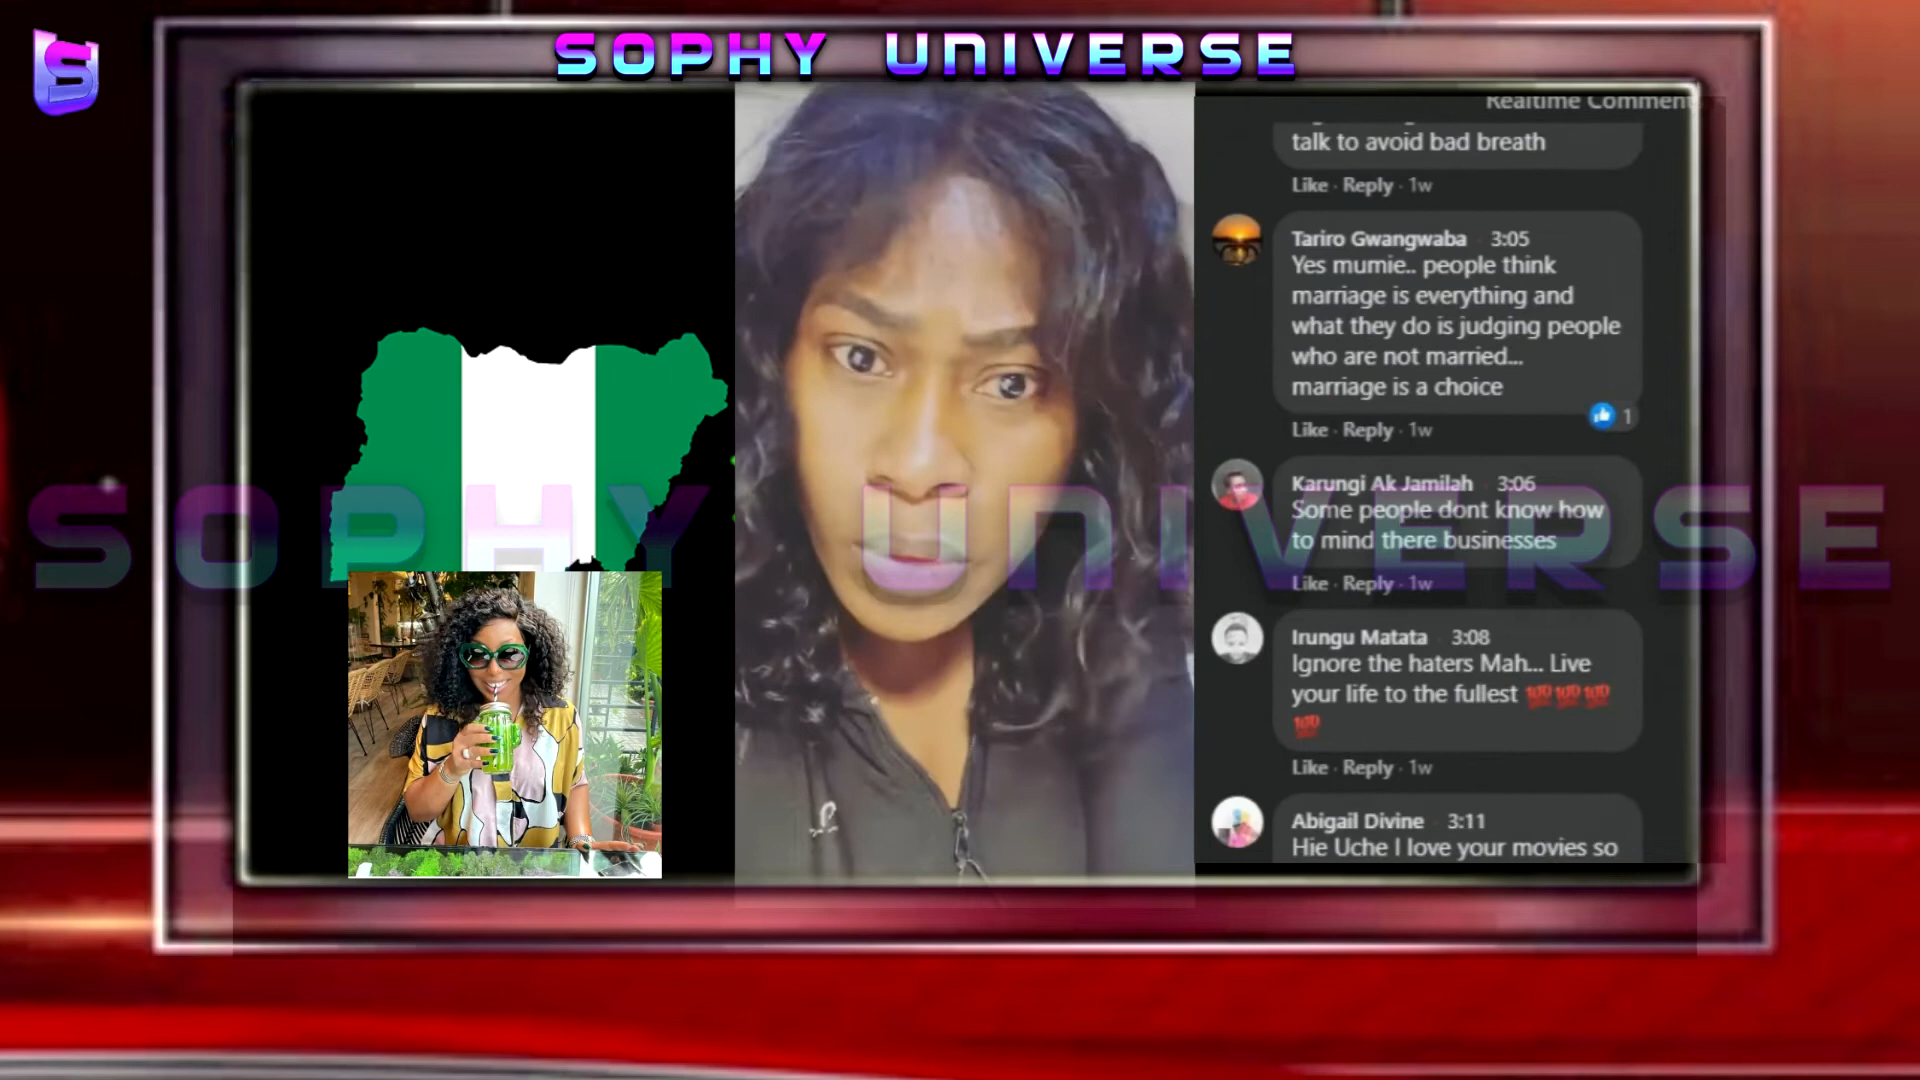 S
SOPHY UNIVERSE
Realtime Comment
talk to avoid bad breath
Like · Reply · 1w
Tariro Gwangwaba · 3:05
Yes mumie.. people think
marriage is everything and
what they do is judging people
who are not married...
marriage is a choice
1
Like · Reply · 1w
Karungi Ak Jamilah · 3:06
Some people dont know how
to mind there businesses
Like · Reply · 1w
Irungu Matata · 3:08
Ignore the haters Mah... Live
your life to the fullest 💯💯💯
💯
Like · Reply · 1w
Abigail Divine · 3:11
Hie Uche I love your movies so
SOPHY UNIVERSE